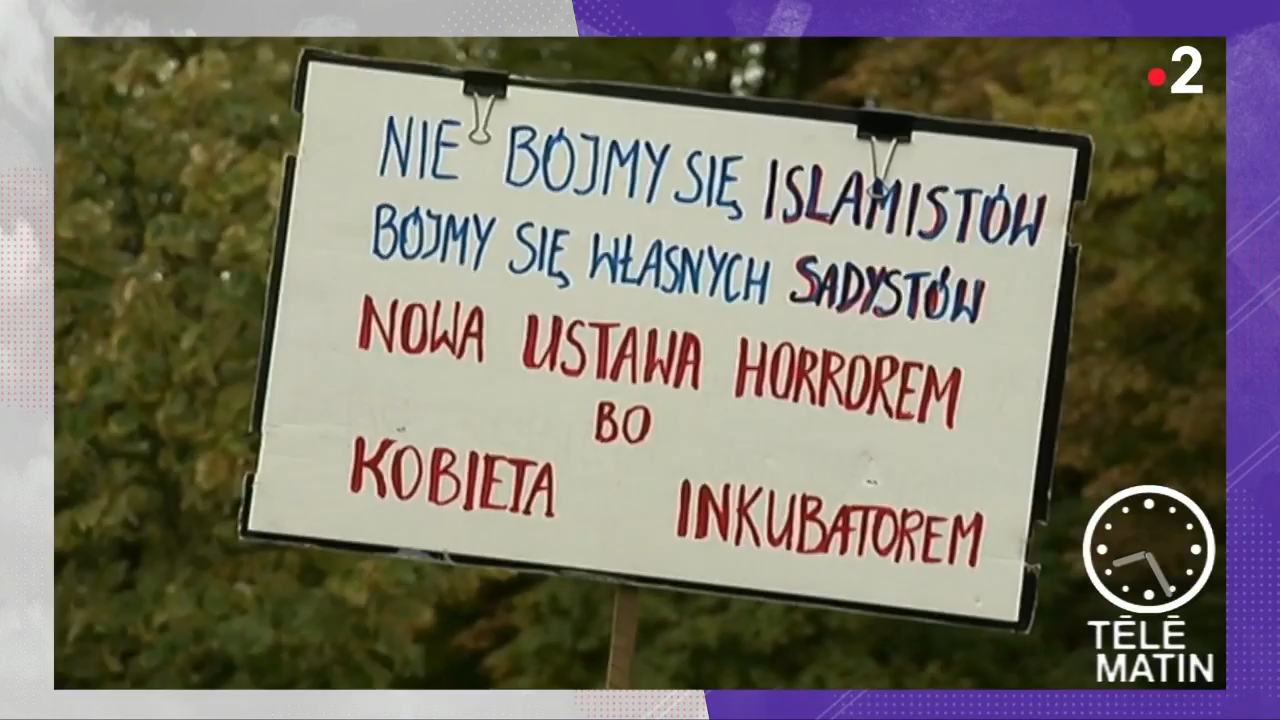 2
NIE BÓJMY SIĘ ISLAMISTÓW
BÓJMY SIĘ WŁASNYCH SADYSTÓW
NOWA USTAWA HORROREM
BO
KOBIETA INKUBATOREM
TÉLÉ
MATIN